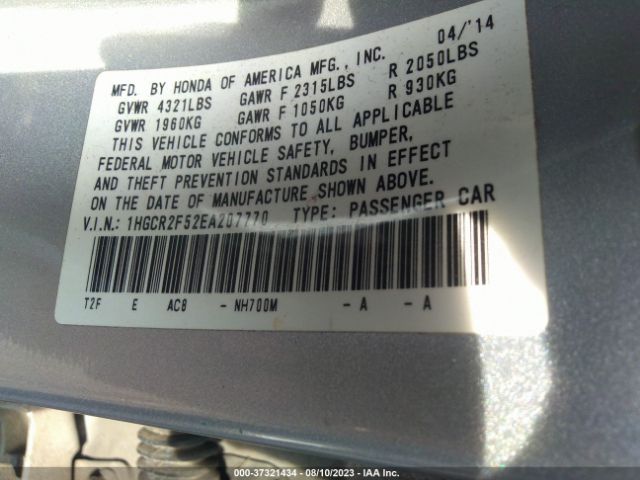 04/'14
MFD. BY HONDA OF AMERICA MFG., INC.
GVWR 4321LBS GAWR F 2315LBS R 2050LBS
GVWR 1960KG GAWR F 1050KG R 930KG
THIS VEHICLE CONFORMS TO ALL APPLICABLE
FEDERAL MOTOR VEHICLE SAFETY, BUMPER,
AND THEFT PREVENTION STANDARDS IN EFFECT
ON THE DATE OF MANUFACTURE SHOWN ABOVE.
V.I.N.: 1HGCR2F52EA207770 TYPE: PASSENGER CAR
T2F E AC8 - NH700M - A - A
000-37321434 - 08/10/2023 - IAA Inc.